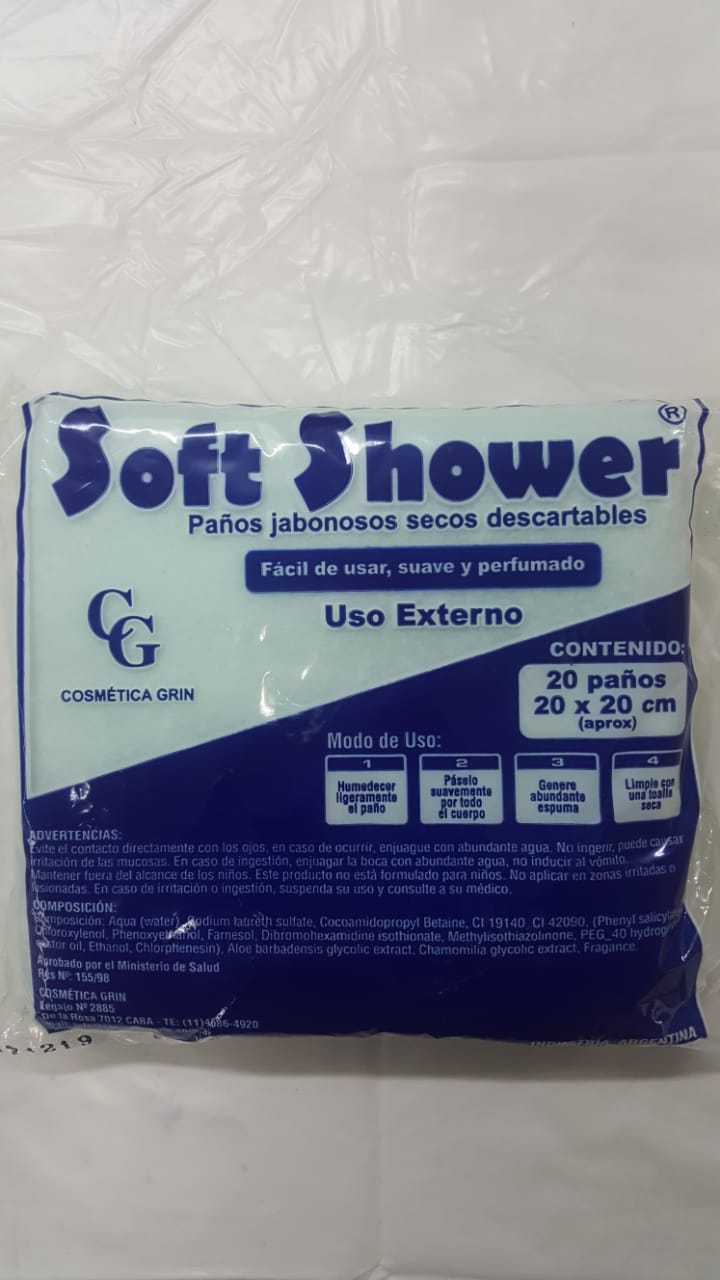 Soft Shower ®
Paños jabonosos secos descartables
Fácil de usar, suave y perfumado
Uso Externo
CG
COSMÉTICA GRIN
CONTENIDO:
20 paños
20 x 20 cm
(aprox)
Modo de Uso:
1
Humedecer
ligeramente
el paño
2
Páselo
suavemente
por todo
el cuerpo
3
Genere
abundante
espuma
4
Limpie con
una toalla
seca
ADVERTENCIAS:
Evite el contacto directamente con los ojos, en caso de ocurrir, enjuague con abundante agua. No ingerir, puede causar
irritación de las mucosas. En caso de ingestión, enjuagar la boca con abundante agua, no inducir al vómito.
Mantener fuera del alcance de los niños. Este producto no está formulado para niños. No aplicar en zonas irritadas o
lesionadas. En caso de irritación o ingestión, suspenda su uso y consulte a su médico.
COMPOSICIÓN:
Composición: Aqua (water), Sodium laureth sulfate, Cocoamidopropyl Betaine, CI 19140, CI 42090, (Phenyl
Chloroxylenol, Phenoxyethanol, Farnesol, Dibromohexamidine isothionate, Methylisothiazolinone, PEG_40
castor oil, Ethanol, Chlorphenesin), Aloe barbadensis glycolic extract, Chamomilia glycolic extract, Fragance.
Aprobado por el Ministerio de Salud
Res Nº: 155/98
COSMÉTICA GRIN
Legajo Nº 2885
De la Rosa 7012 CABA - TE: (11)4686-4920
INDUSTRIA ARGENTINA